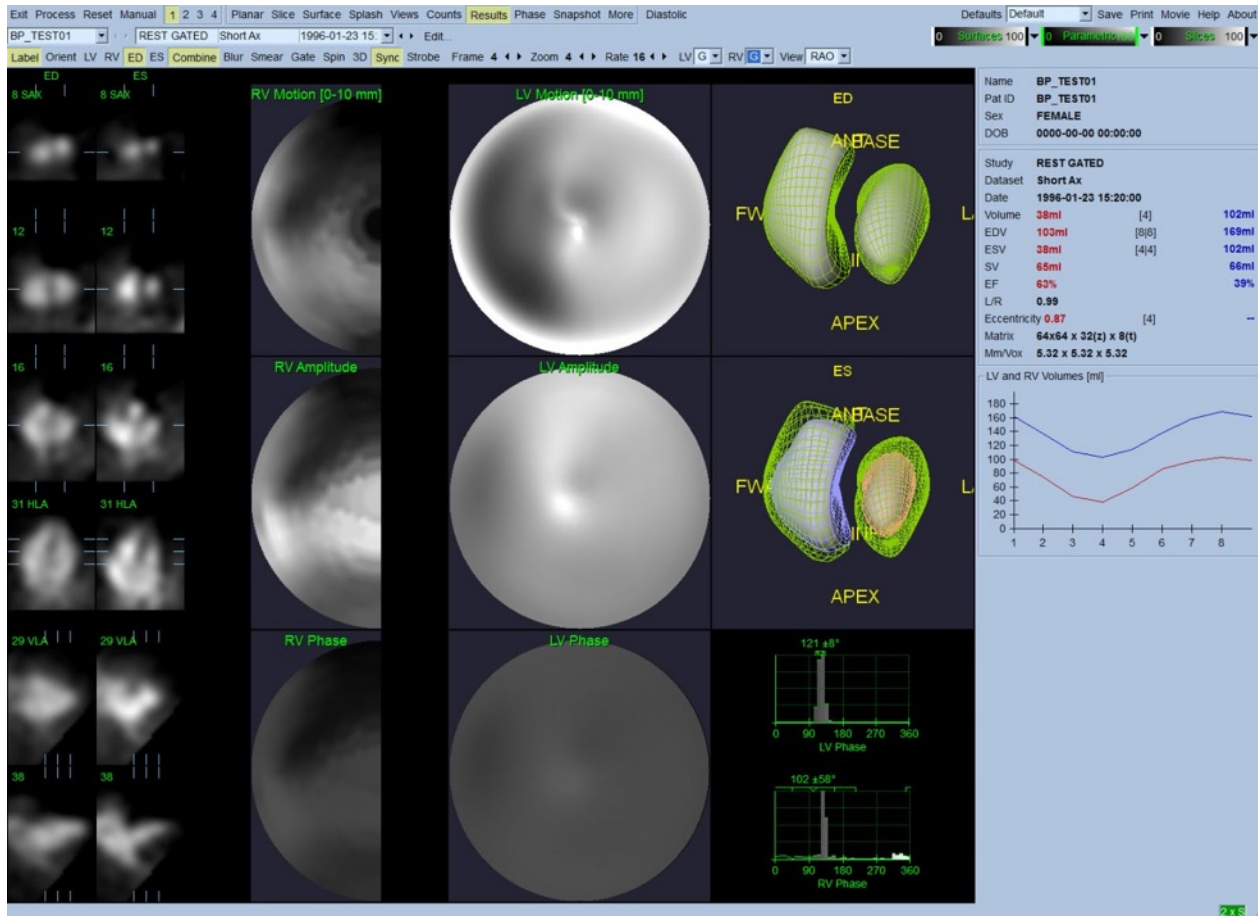 Exit Process Reset Manual 1 2 3 4 Planar Slice Surface Splash Views Counts Results Phase Snapshot More Diastolic Defaults Default Save Print Movie Help About
BP_TEST01 REST GATED Short Ax 1996-01-23 15: Edit... 0 Surfaces 100 0 Parametric 0 Slices 100
Label Orient LV RV ED ES Combine Blur Smear Gate Spin 3D Sync Strobe Frame 4 Zoom 4 Rate 16 LV G RV G View RAO
ED ES
8 SAX 8 SAX
12 12
16 16
31 HLA 31 HLA
29 VLA 29 VLA
38 38
RV Motion [0-10 mm] LV Motion [0-10 mm]
RV Amplitude LV Amplitude
RV Phase LV Phase
ED
ANT BASE
FW
APEX
ES
ANT BASE
FW
INF
APEX
121 ±8°
0 90 180 270 360
LV Phase
102 ±58°
0 90 180 270 360
RV Phase
Name BP_TEST01
Pat ID BP_TEST01
Sex FEMALE
DOB 0000-00-00 00:00:00
Study REST GATED
Dataset Short Ax
Date 1996-01-23 15:20:00
Volume 38ml [4] 102ml
EDV 103ml [8|8] 169ml
ESV 38ml [4|4] 102ml
SV 65ml 66ml
EF 63% 39%
L/R 0.99
Eccentricity 0.87 [4] --
Matrix 64x64 x 32(z) x 8(t)
Mm/Vox 5.32 x 5.32 x 5.32
LV and RV Volumes [ml]
180
160
140
120
100
80
60
40
20
0
1 2 3 4 5 6 7 8
2 x S